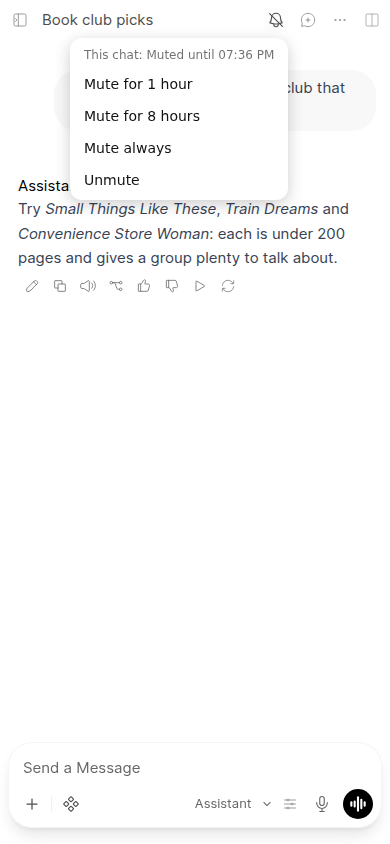 Book club picks
This chat: Muted until 07:36 PM
Mute for 1 hour
Mute for 8 hours
Mute always
Unmute
club that
Try Small Things Like These, Train Dreams and
Convenience Store Woman: each is under 200
pages and gives a group plenty to talk about.
Send a Message
Assistant